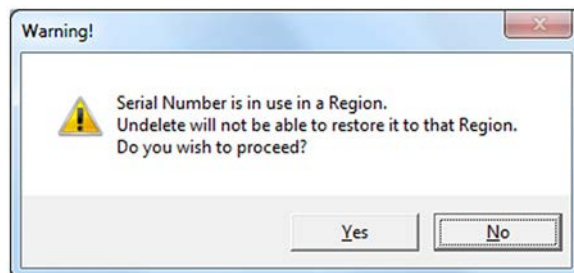 Warning!
Serial Number is in use in a Region.
Undelete will not be able to restore it to that Region.
Do you wish to proceed?
Yes No